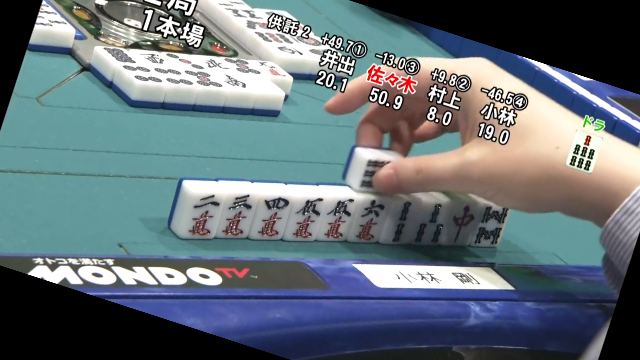 局
1本場
供託 2
+49.7①
井出
20.1
-13.0③
佐々木
50.9
+9.8②
村上
8.0
-46.5④
小林
19.0
ドラ
二 三 四 伍 伍 六
萬 萬 萬 萬 萬 萬
中
オトコを満たす
MONDO TV
小林 剛